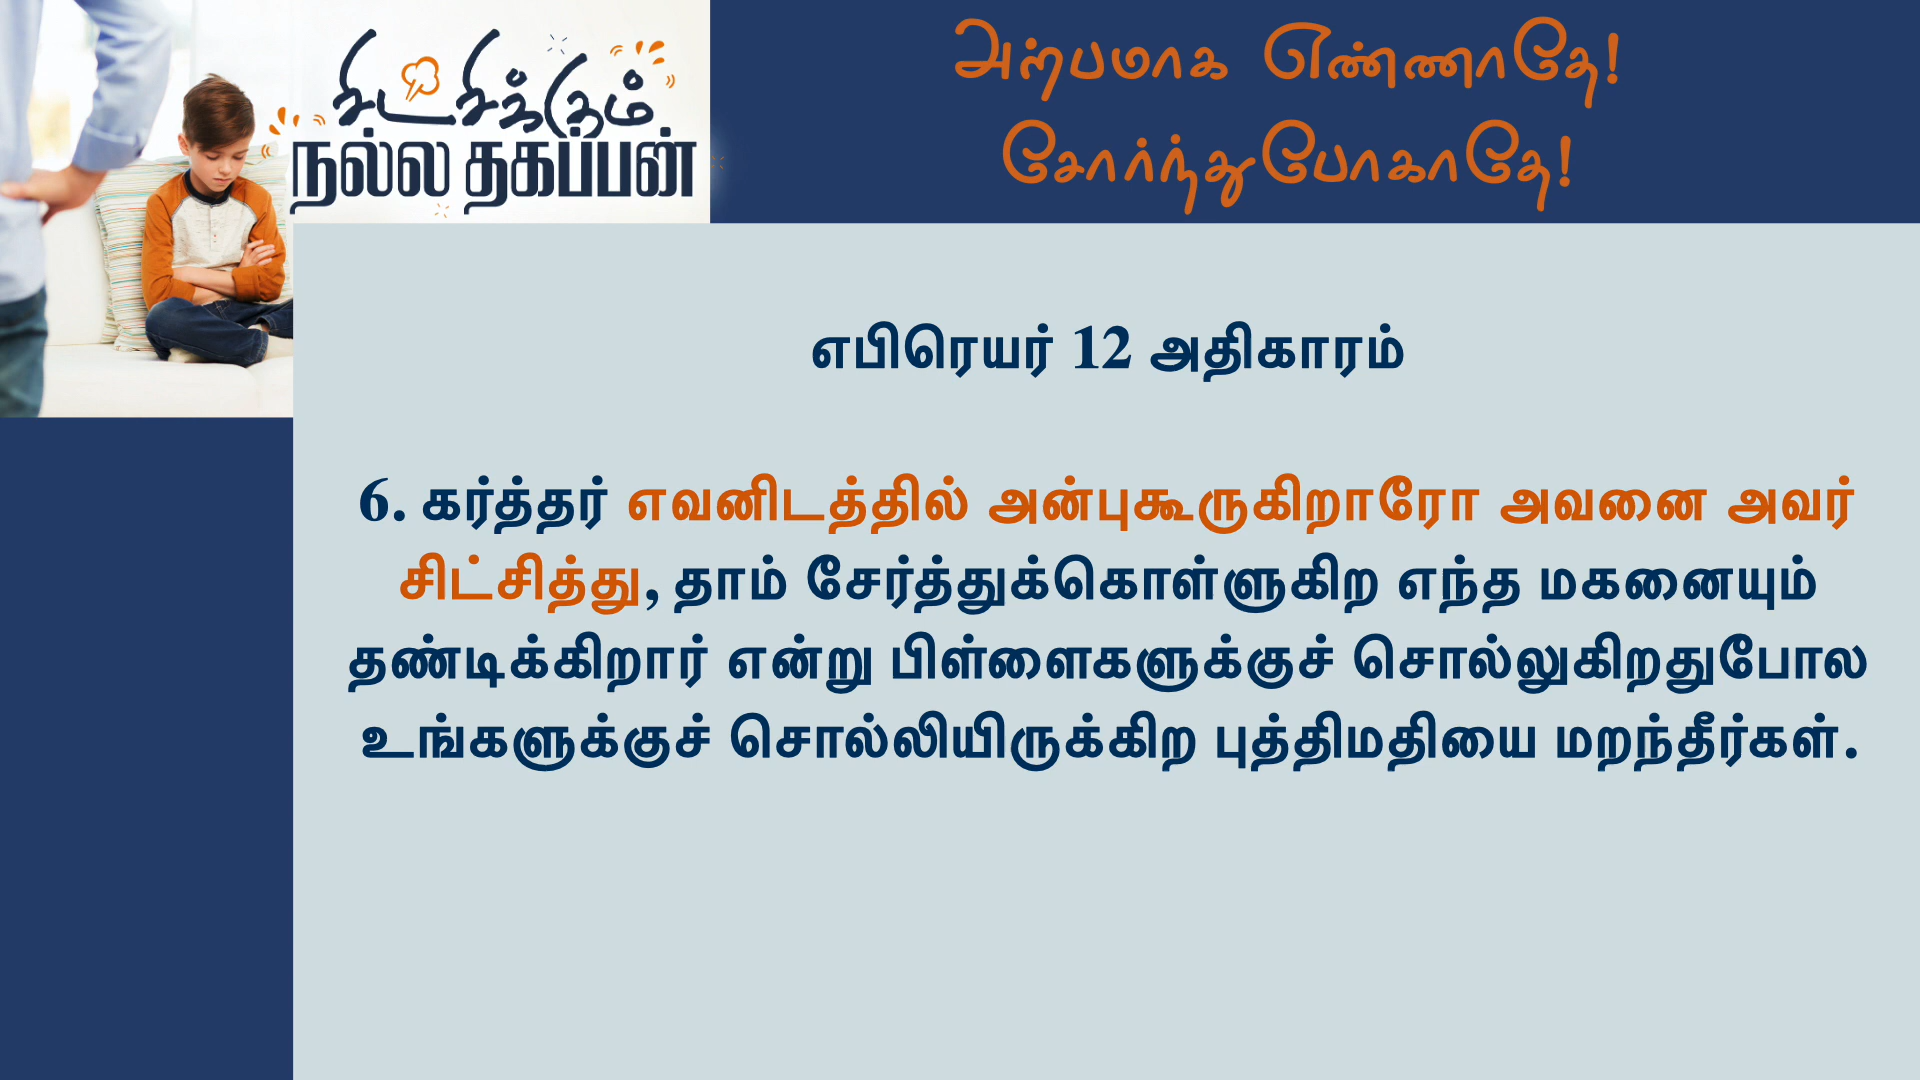 சிட்சிக்கும்
நல்ல தகப்பன்
அற்பமாக எண்ணாதே!
சோர்ந்துபோகாதே!
எபிரெயர் 12 அதிகாரம்
6. கர்த்தர் எவனிடத்தில் அன்புகூருகிறாரோ அவனை அவர்
சிட்சித்து, தாம் சேர்த்துக்கொள்ளுகிற எந்த மகனையும்
தண்டிக்கிறார் என்று பிள்ளைகளுக்குச் சொல்லுகிறதுபோல
உங்களுக்குச் சொல்லியிருக்கிற புத்திமதியை மறந்தீர்கள்.